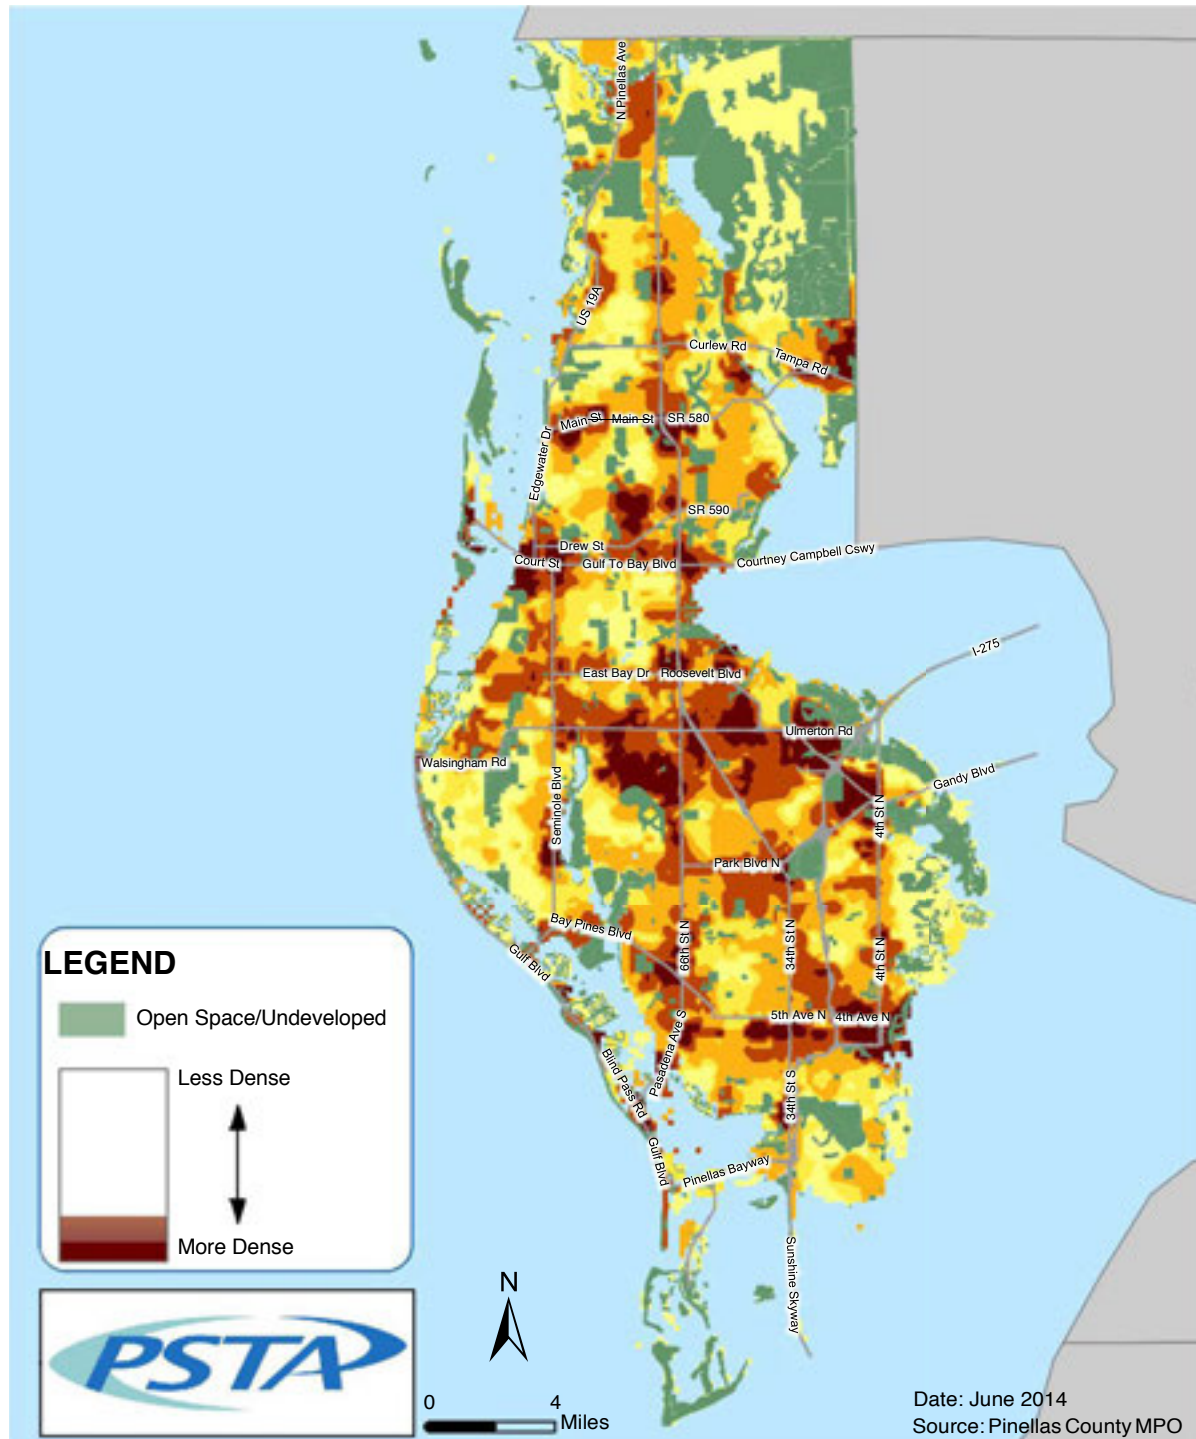 N Pinellas Ave
US 19A
Curlew Rd
Tampa Rd
Main St
Main St
SR 580
Edgewater Dr
SR 590
Drew St
Court St
Gulf To Bay Blvd
Courtney Campbell Cswy
I-275
East Bay Dr
Roosevelt Blvd
Ulmerton Rd
Walsingham Rd
Gandy Blvd
Seminole Blvd
4th St N
Park Blvd N
Bay Pines Blvd
66th St N
34th St N
4th St N
Gulf Blvd
5th Ave N
4th Ave N
Pasadena Ave S
Blind Pass Rd
34th St S
Gulf Blvd
Pinellas Bayway
Sunshine Skyway
LEGEND
Open Space/Undeveloped
Less Dense
More Dense
PSTA
N
0 4
Miles
Date: June 2014
Source: Pinellas County MPO